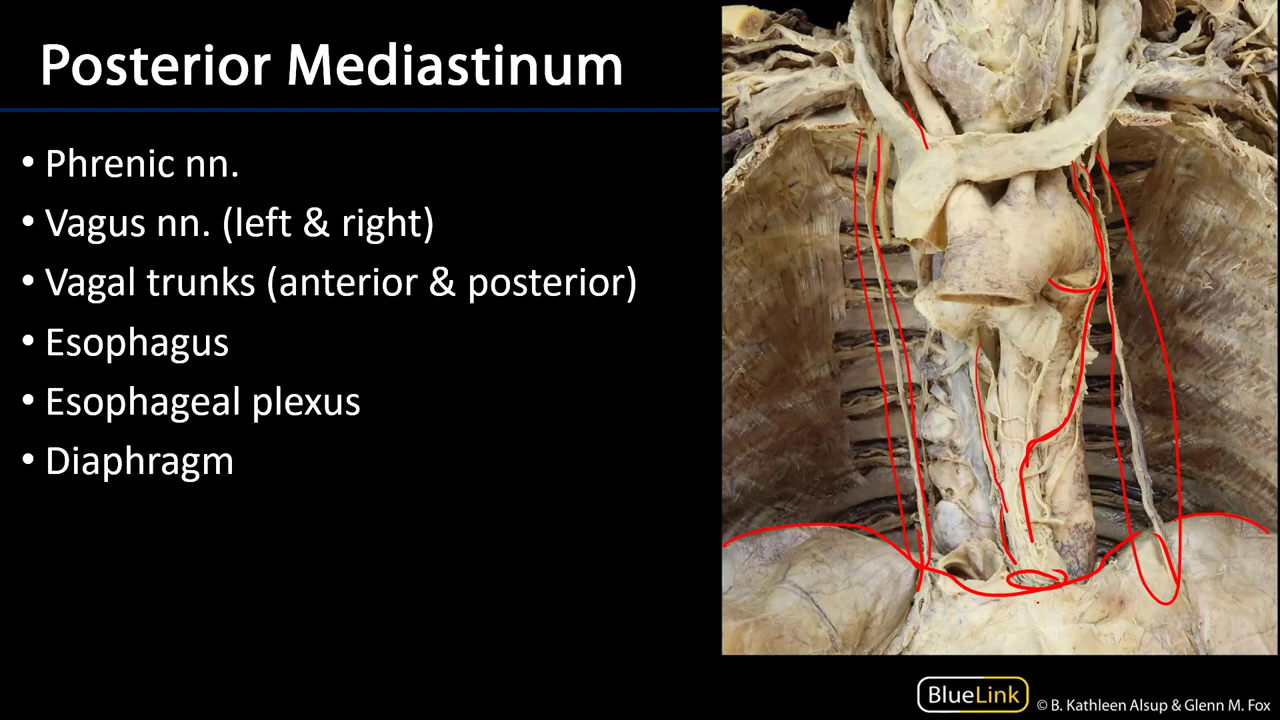 Posterior Mediastinum
• Phrenic nn.
• Vagus nn. (left & right)
• Vagal trunks (anterior & posterior)
• Esophagus
• Esophageal plexus
• Diaphragm
BlueLink
© B. Kathleen Alsup & Glenn M. Fox